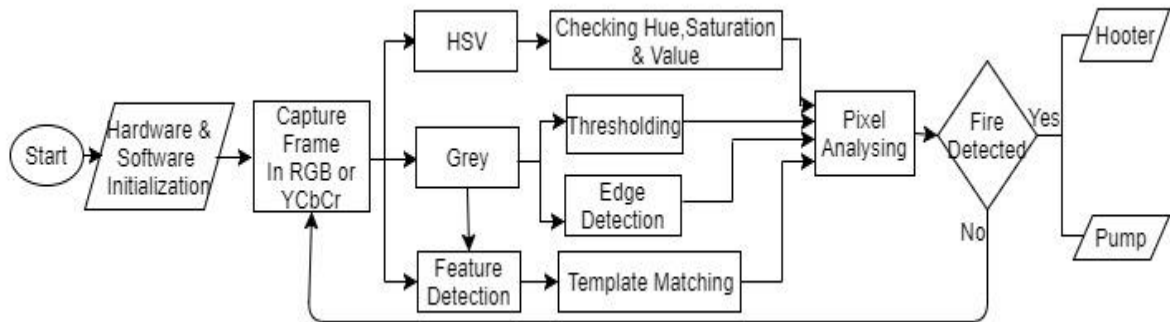 Start
Hardware &
Software
Initialization
Capture
Frame
In RGB or
YCbCr
HSV
Checking Hue,Saturation
& Value
Grey
Thresholding
Edge
Detection
Feature
Detection
Template Matching
Pixel
Analysing
Fire
Detected
Yes
No
Hooter
Pump